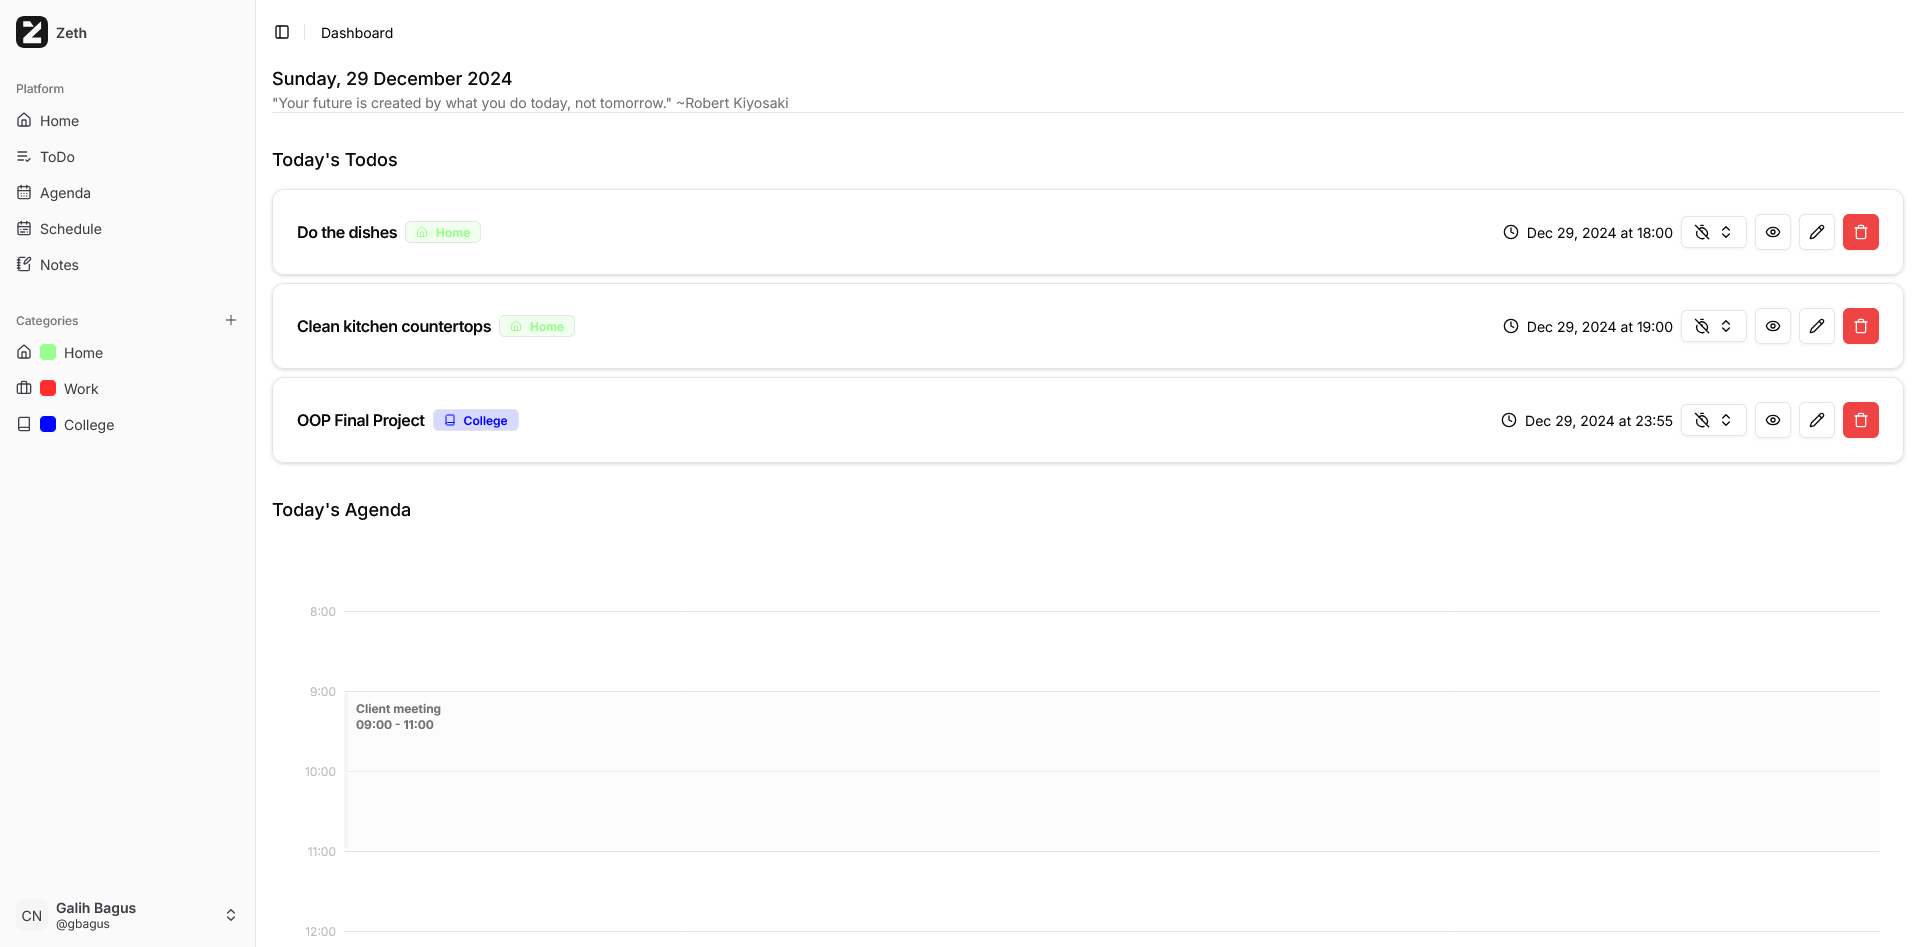 Zeth
Platform
Home
ToDo
Agenda
Schedule
Notes
Categories
Home
Work
College
CN
Galih Bagus
@gbagus
Dashboard
Sunday, 29 December 2024
"Your future is created by what you do today, not tomorrow." ~Robert Kiyosaki
Today's Todos
Do the dishes Home Dec 29, 2024 at 18:00
Clean kitchen countertops Home Dec 29, 2024 at 19:00
OOP Final Project College Dec 29, 2024 at 23:55
Today's Agenda
8:00
9:00
Client meeting
09:00 - 11:00
10:00
11:00
12:00